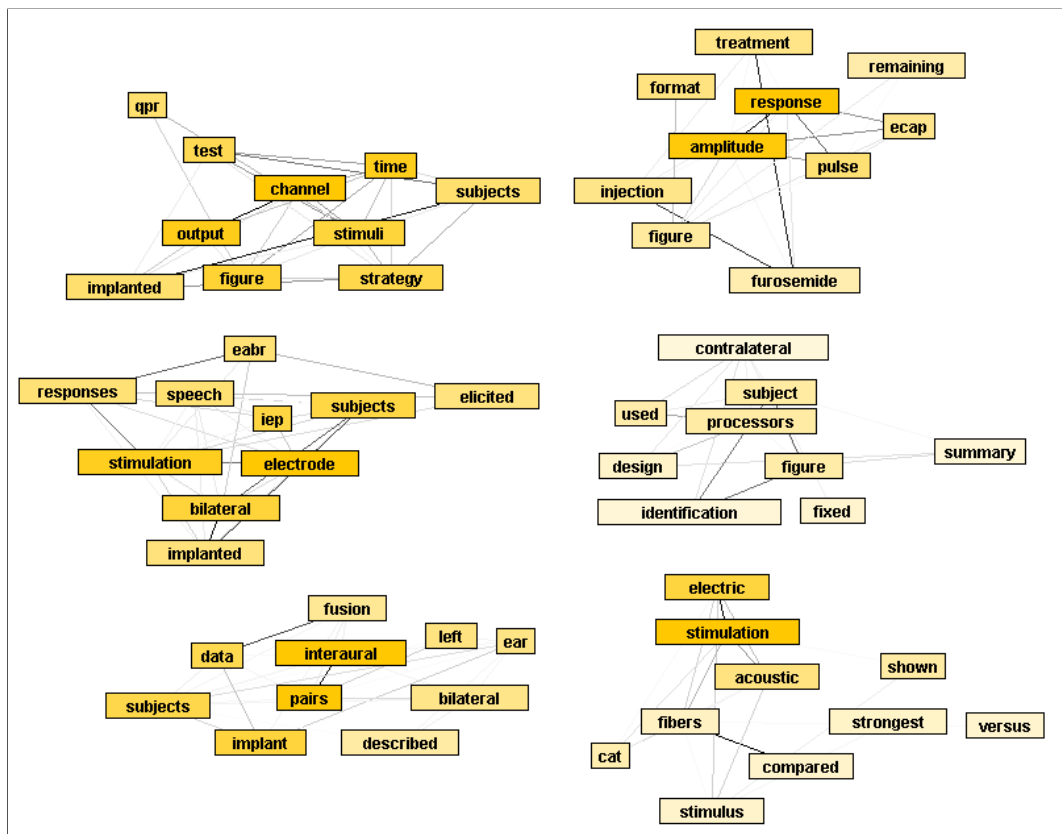 qpr
test
time
channel
subjects
output
stimuli
implanted
figure
strategy
treatment
remaining
format
response
ecap
amplitude
pulse
injection
figure
furosemide
eabr
responses
speech
elicited
subjects
iep
stimulation
electrode
bilateral
implanted
contralateral
subject
used
processors
summary
design
figure
identification
fixed
fusion
left
ear
interaural
data
bilateral
pairs
subjects
implant
described
electric
stimulation
shown
acoustic
fibers
strongest
versus
cat
compared
stimulus